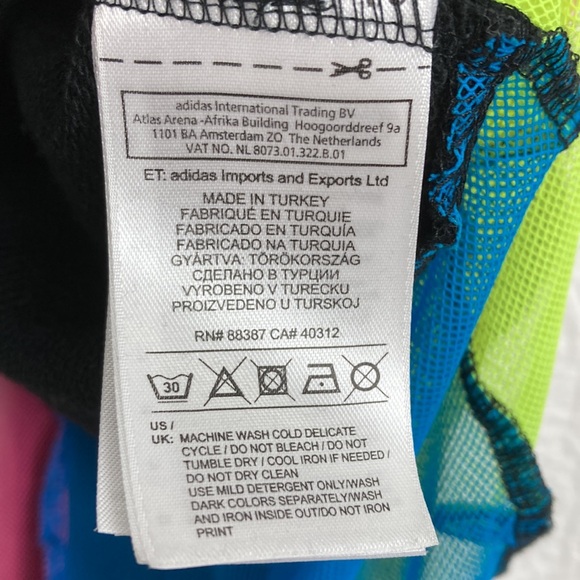 adidas International Trading BV
Atlas Arena -Afrika Building Hoogoorddreef 9a
1101 BA Amsterdam ZO The Netherlands
VAT NO. NL 8073.01.322.B.01
ET: adidas Imports and Exports Ltd
MADE IN TURKEY
FABRIQUÉ EN TURQUIE
FABRICADO EN TURQUÍA
FABRICADO NA TURQUIA
GYÁRTVA: TÖRÖKORSZÁG
СДЕЛАНО В ТУРЦИИ
VYROBENO V TURECKU
PROIZVEDENO U TURSKOJ
RN# 88387 CA# 40312
30
US /
UK: MACHINE WASH COLD DELICATE
CYCLE / DO NOT BLEACH / DO NOT
TUMBLE DRY / COOL IRON IF NEEDED /
DO NOT DRY CLEAN
USE MILD DETERGENT ONLY/WASH
DARK COLORS SEPARATELY/WASH
AND IRON INSIDE OUT/DO NOT IRON
PRINT